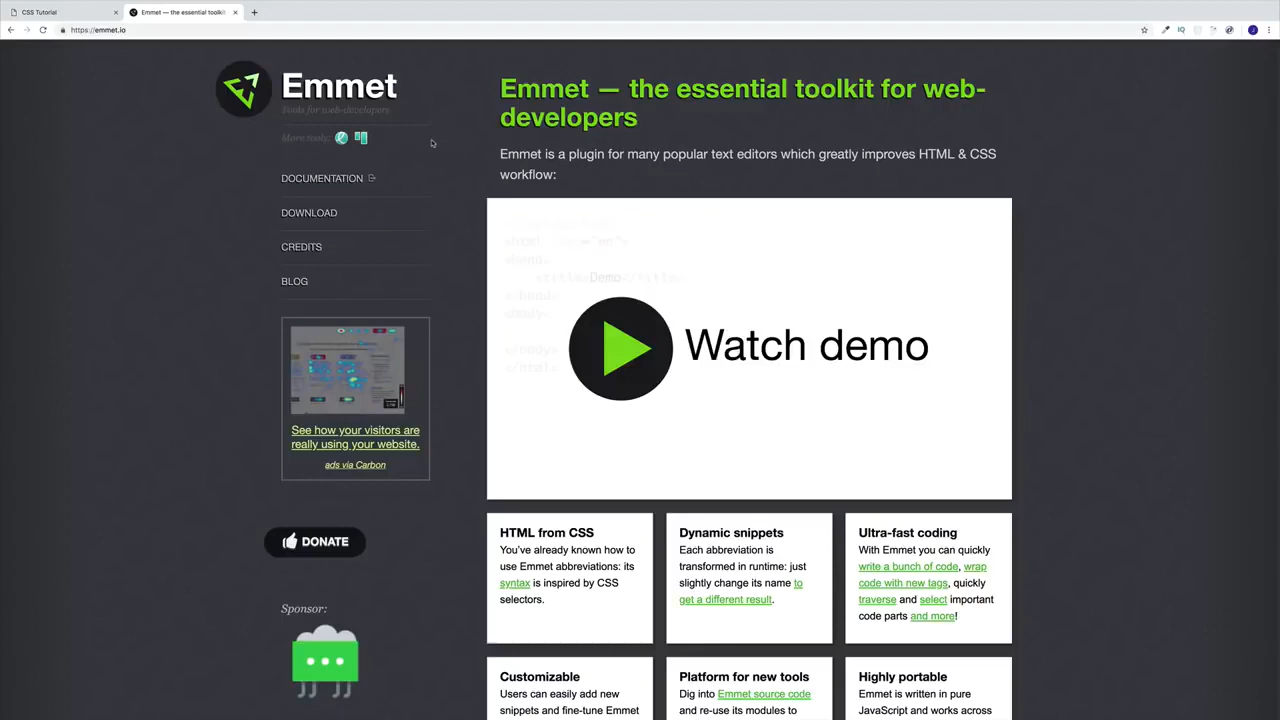 CSS Tutorial
Emmet — the essential toolkit
https://emmet.io
Emmet
Tools for web-developers
More tools:
DOCUMENTATION
DOWNLOAD
CREDITS
BLOG
See how your visitors are
really using your website.
ads via Carbon
DONATE
Sponsor:
Emmet — the essential toolkit for web-
developers
Emmet is a plugin for many popular text editors which greatly improves HTML & CSS
workflow:
Demo
Watch demo
HTML from CSS
You've already known how to
use Emmet abbreviations: its
syntax is inspired by CSS
selectors.
Dynamic snippets
Each abbreviation is
transformed in runtime: just
slightly change its name to
get a different result.
Ultra-fast coding
With Emmet you can quickly
write a bunch of code, wrap
code with new tags, quickly
traverse and select important
code parts and more!
Customizable
Users can easily add new
snippets and fine-tune Emmet
Platform for new tools
Dig into Emmet source code
and re-use its modules to
Highly portable
Emmet is written in pure
JavaScript and works across